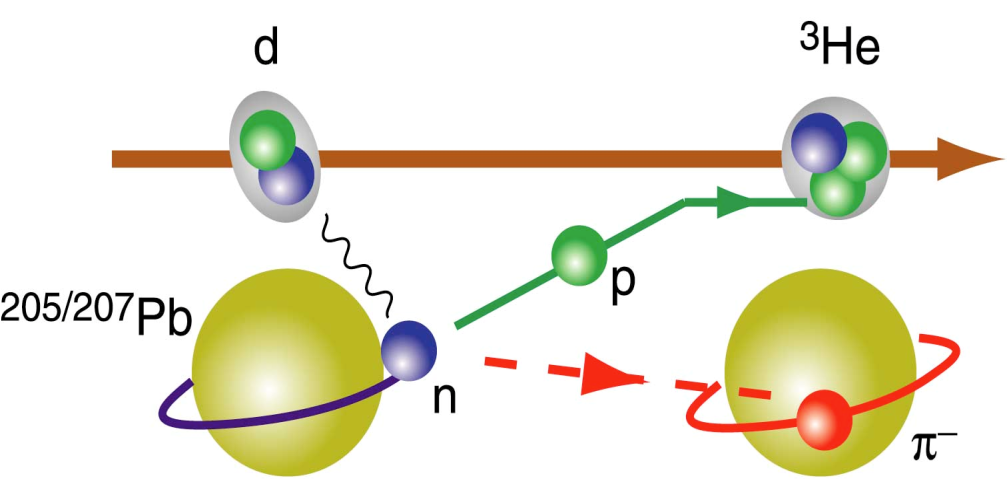 d
³He
²⁰⁵/²⁰⁷Pb
p
n
π⁻